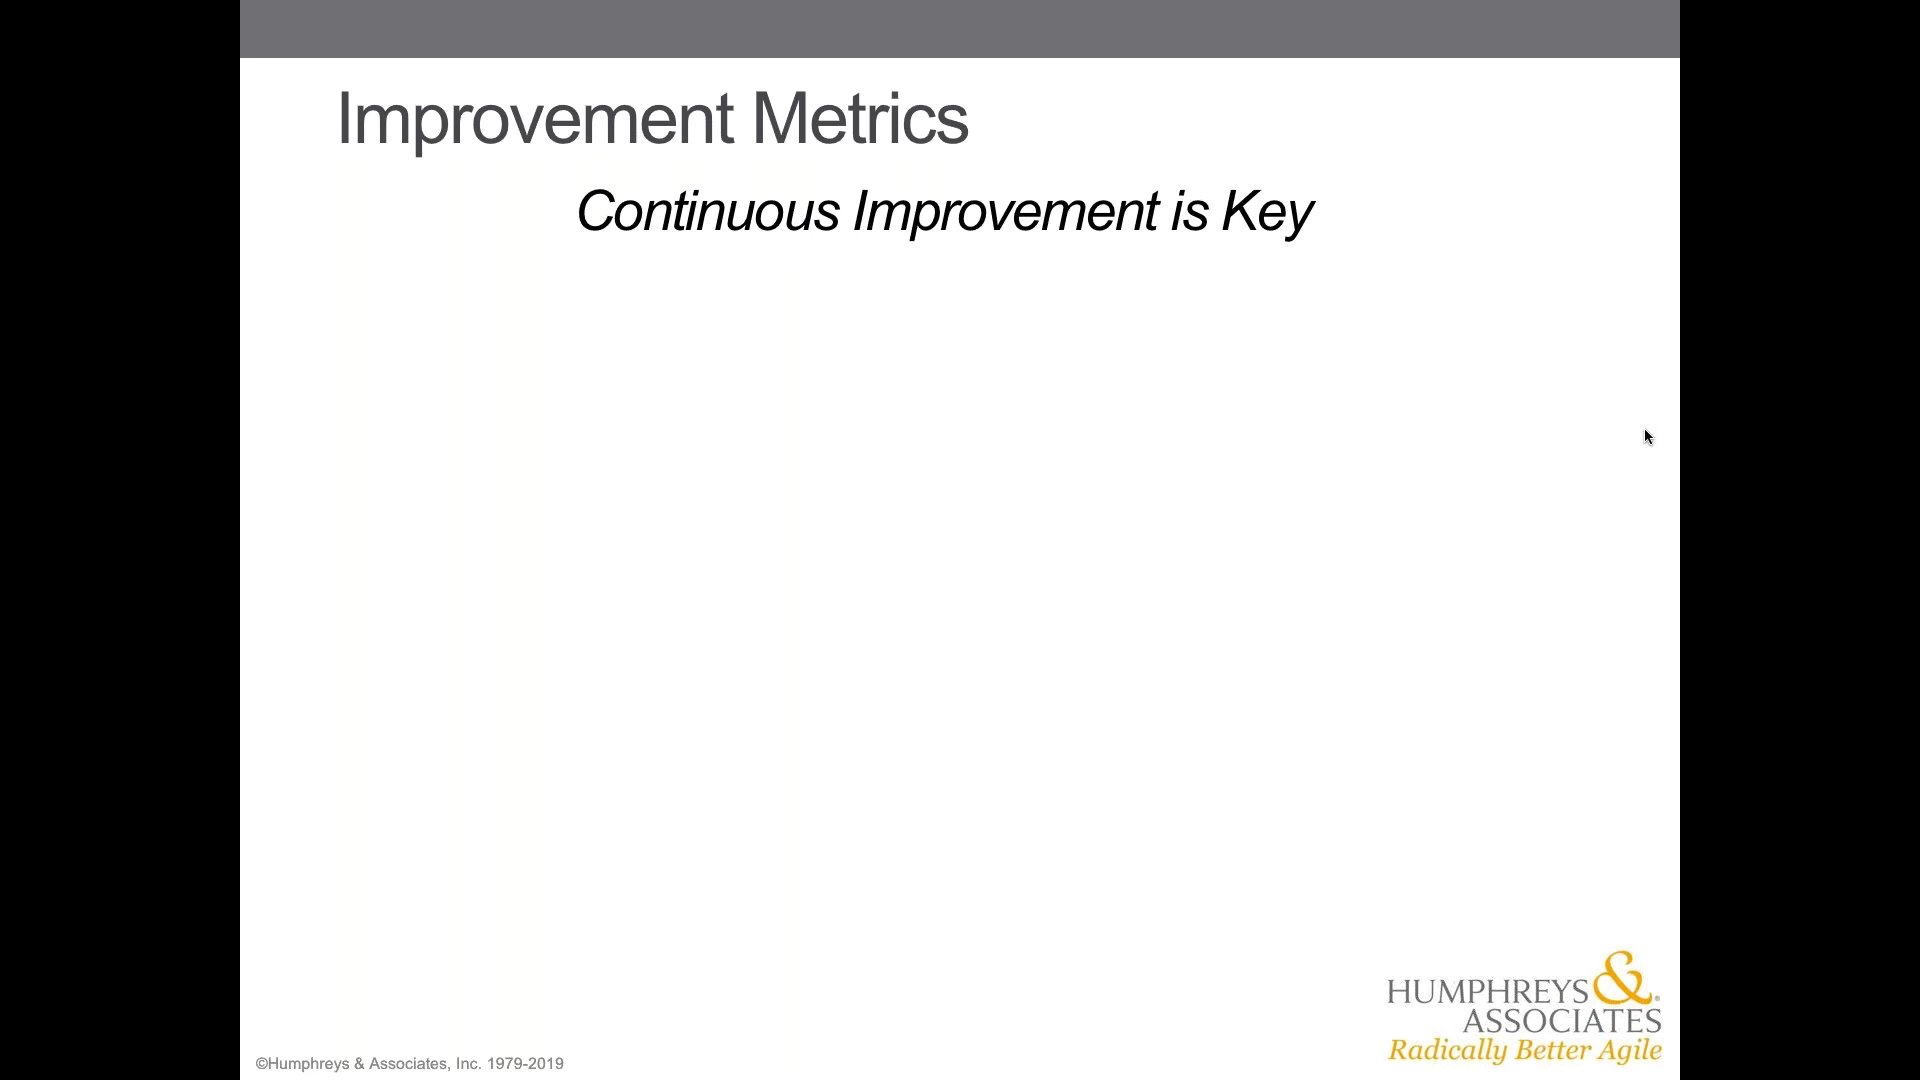 Improvement Metrics
Continuous Improvement is Key
HUMPHREYS &®
ASSOCIATES
Radically Better Agile
©Humphreys & Associates, Inc. 1979-2019